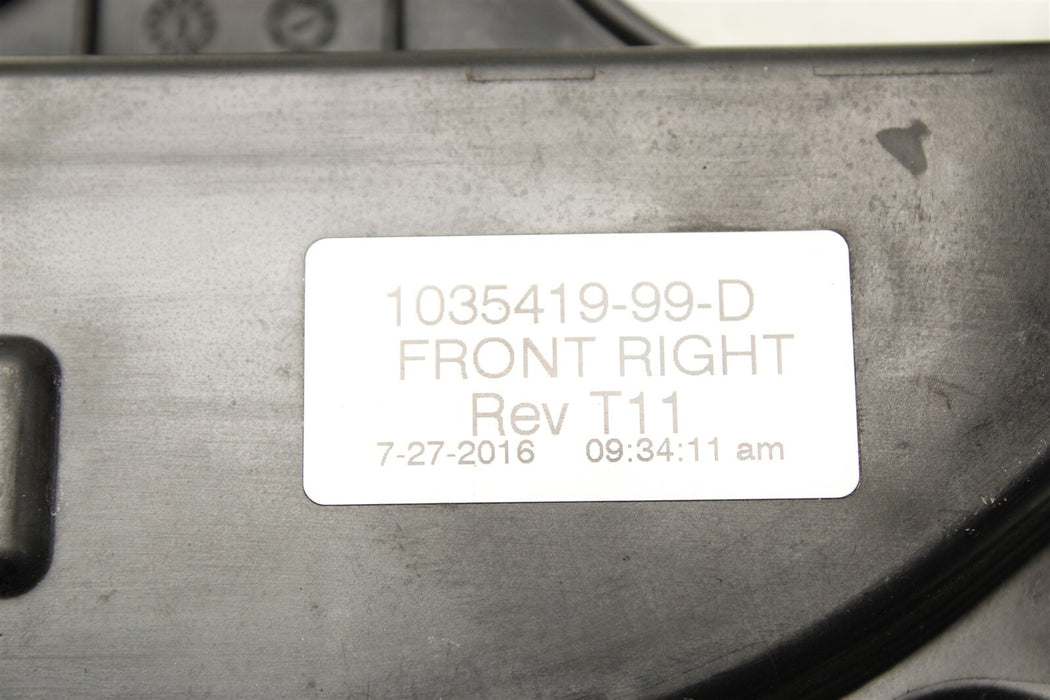 1035419-99-D
FRONT RIGHT
Rev T11
7-27-2016 09:34:11 am